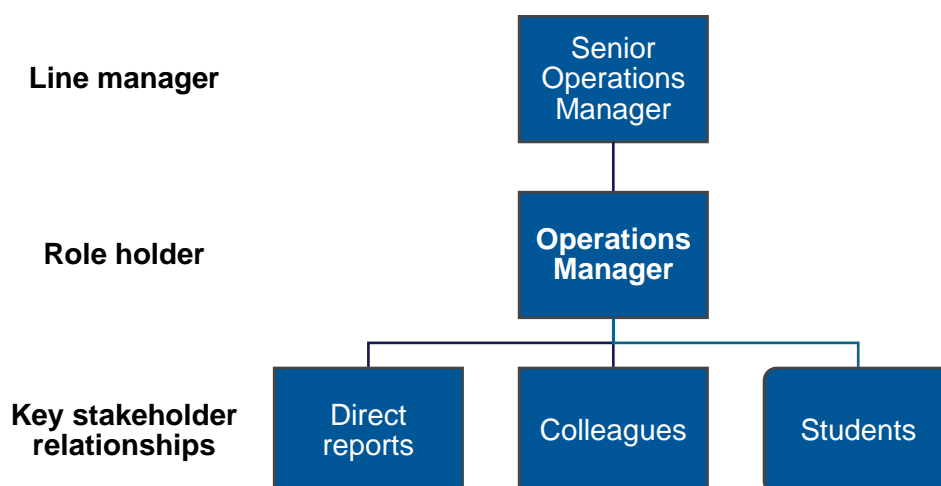 Line manager
Senior
Operations
Manager
Role holder
Operations
Manager
Key stakeholder
relationships
Direct
reports
Colleagues
Students